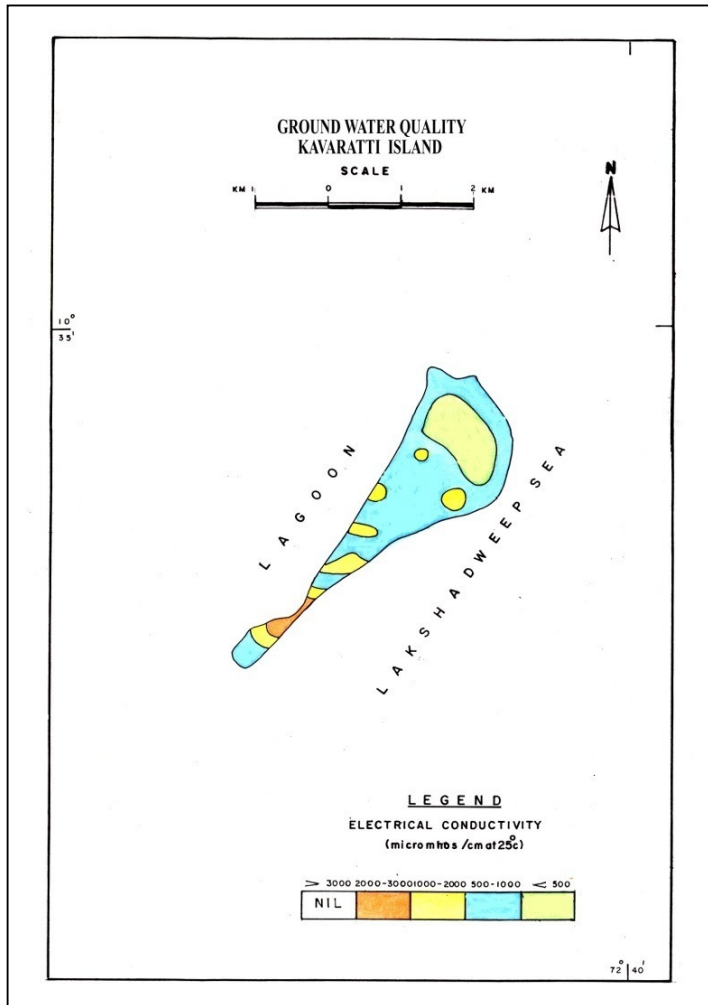 GROUND WATER QUALITY
KAVARATTI ISLAND
SCALE
KM 1 0 1 2 KM
N
10°
35'
LAGOON
LAKSHADWEEP SEA
LEGEND
ELECTRICAL CONDUCTIVITY
(micromhos/cm at 25°c)
> 3000 2000-3000 1000-2000 500-1000 < 500
NIL
72° 40'